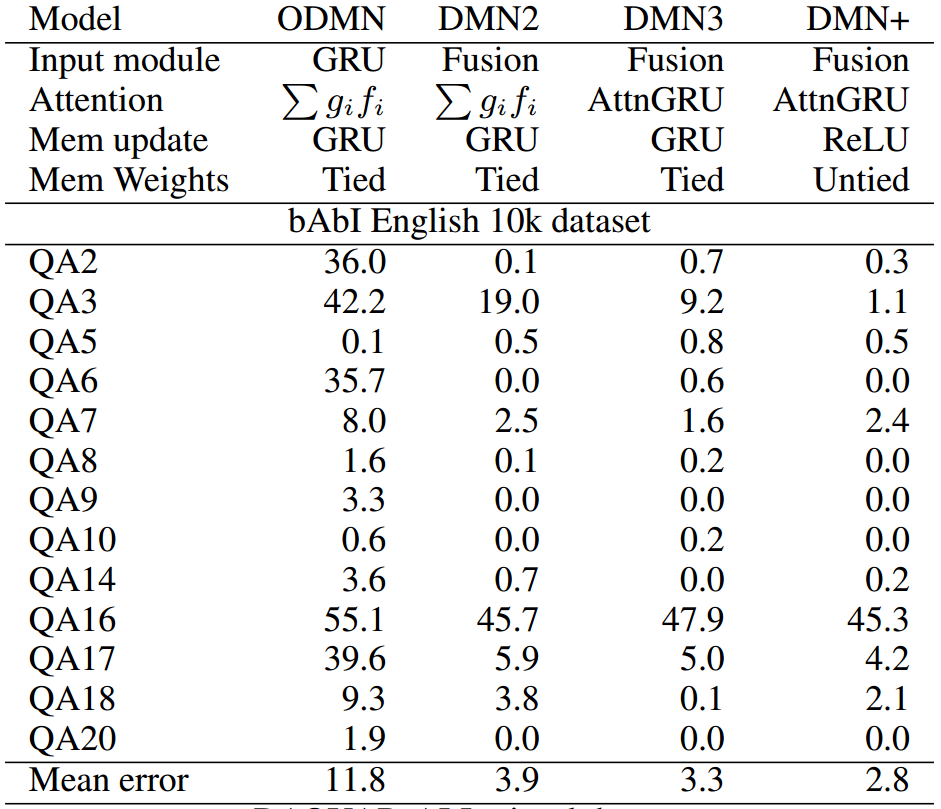 Model ODMN DMN2 DMN3 DMN+
Input module GRU Fusion Fusion Fusion
Attention ∑ gᵢfᵢ ∑ gᵢfᵢ AttnGRU AttnGRU
Mem update GRU GRU GRU ReLU
Mem Weights Tied Tied Tied Untied
bAbI English 10k dataset
QA2 36.0 0.1 0.7 0.3
QA3 42.2 19.0 9.2 1.1
QA5 0.1 0.5 0.8 0.5
QA6 35.7 0.0 0.6 0.0
QA7 8.0 2.5 1.6 2.4
QA8 1.6 0.1 0.2 0.0
QA9 3.3 0.0 0.0 0.0
QA10 0.6 0.0 0.2 0.0
QA14 3.6 0.7 0.0 0.2
QA16 55.1 45.7 47.9 45.3
QA17 39.6 5.9 5.0 4.2
QA18 9.3 3.8 0.1 2.1
QA20 1.9 0.0 0.0 0.0
Mean error 11.8 3.9 3.3 2.8